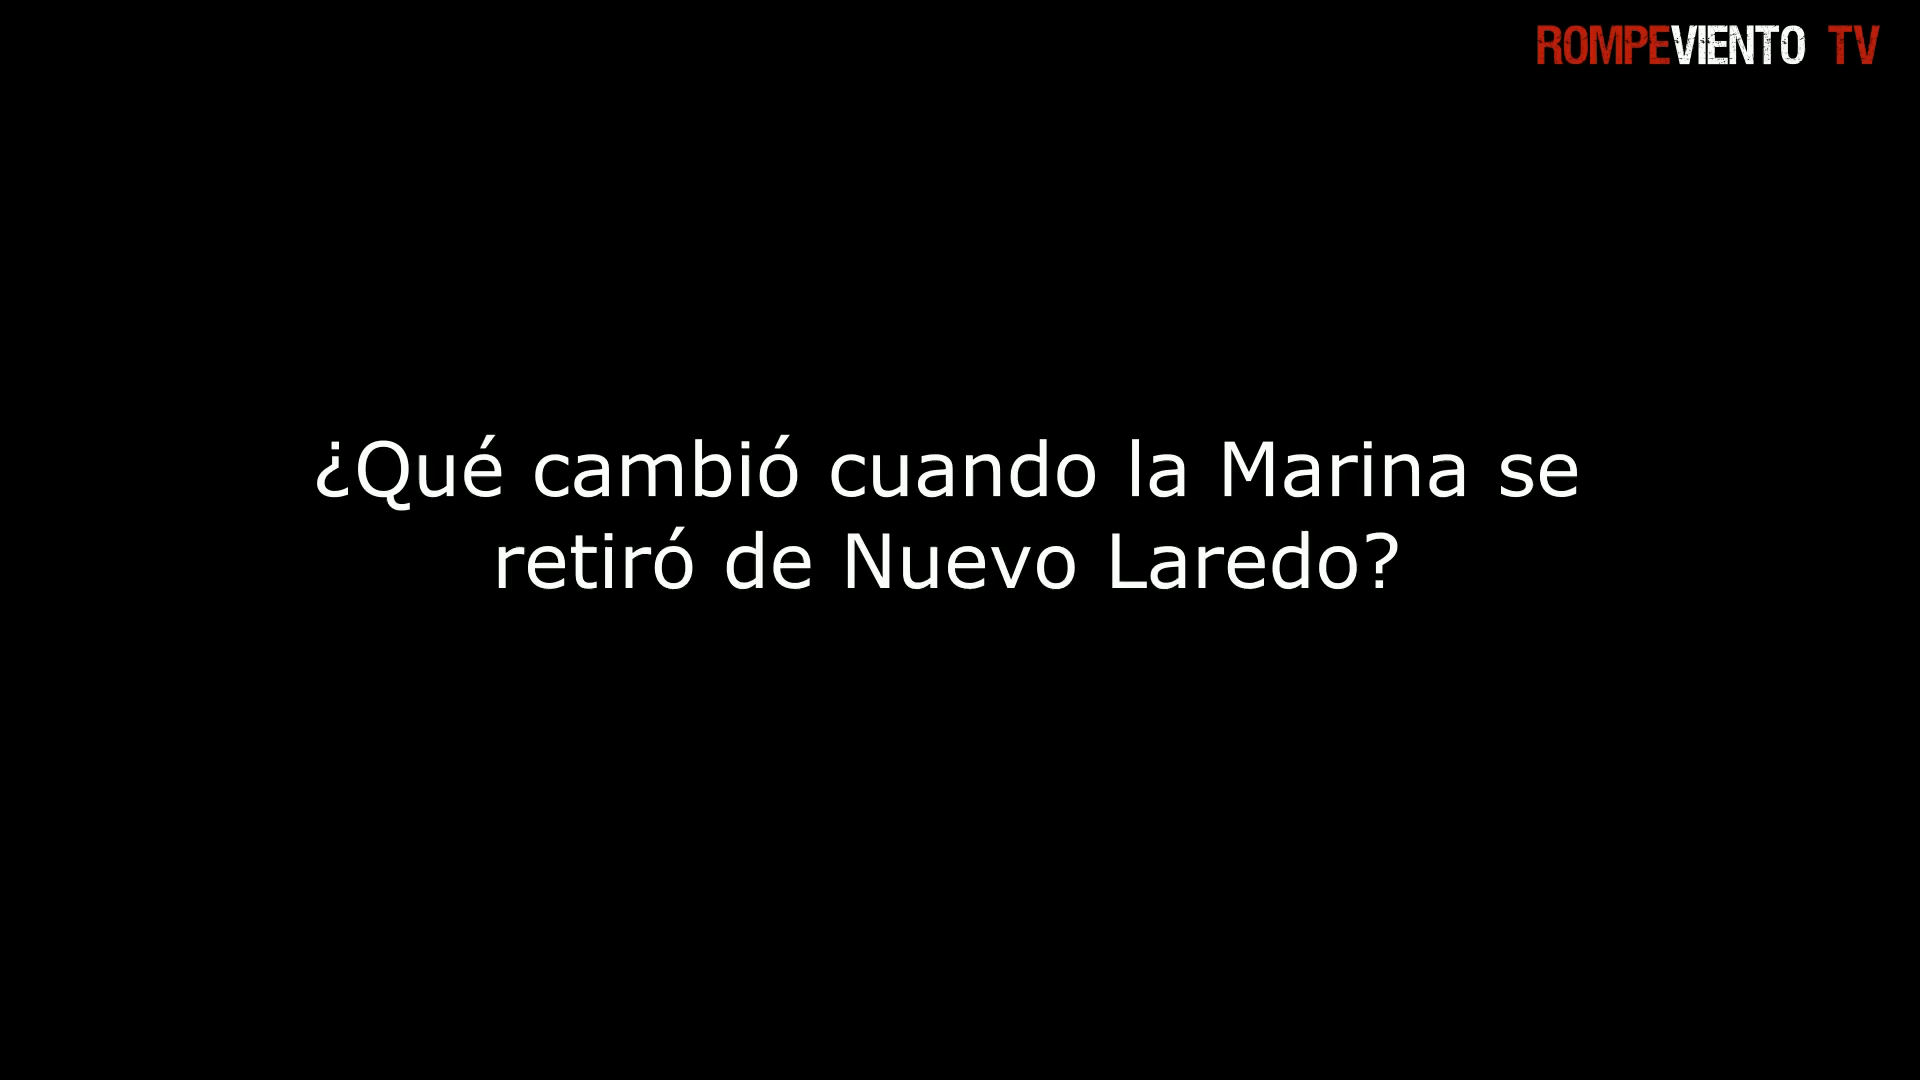 ROMPEVIENTO TV
¿Qué cambió cuando la Marina se
retiró de Nuevo Laredo?